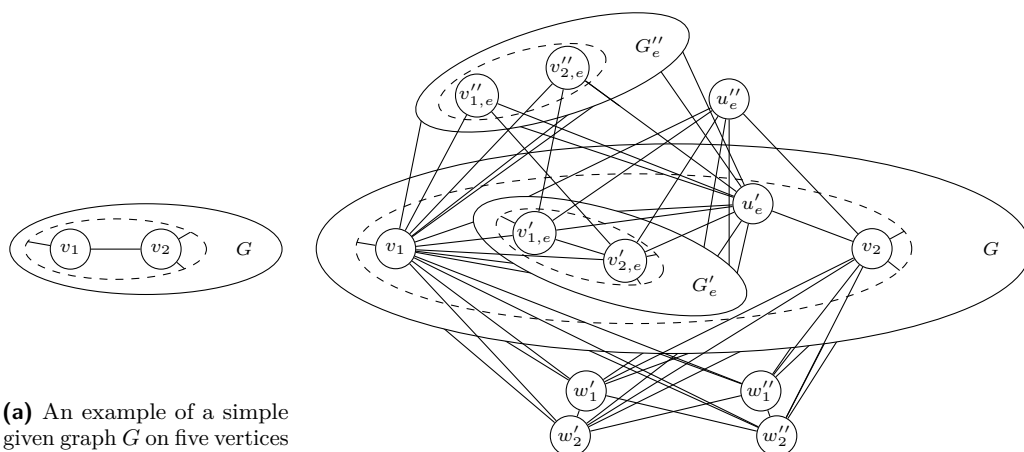 G''_e
v''_{2,e}
v''_{1,e}
u''_e
u'_e
v'_{1,e}
v_1 v_2 G
v_1
v'_{2,e}
v_2 G
G'_e
w'_1 w''_1
w'_2 w''_2
(a) An example of a simple
given graph G on five vertices